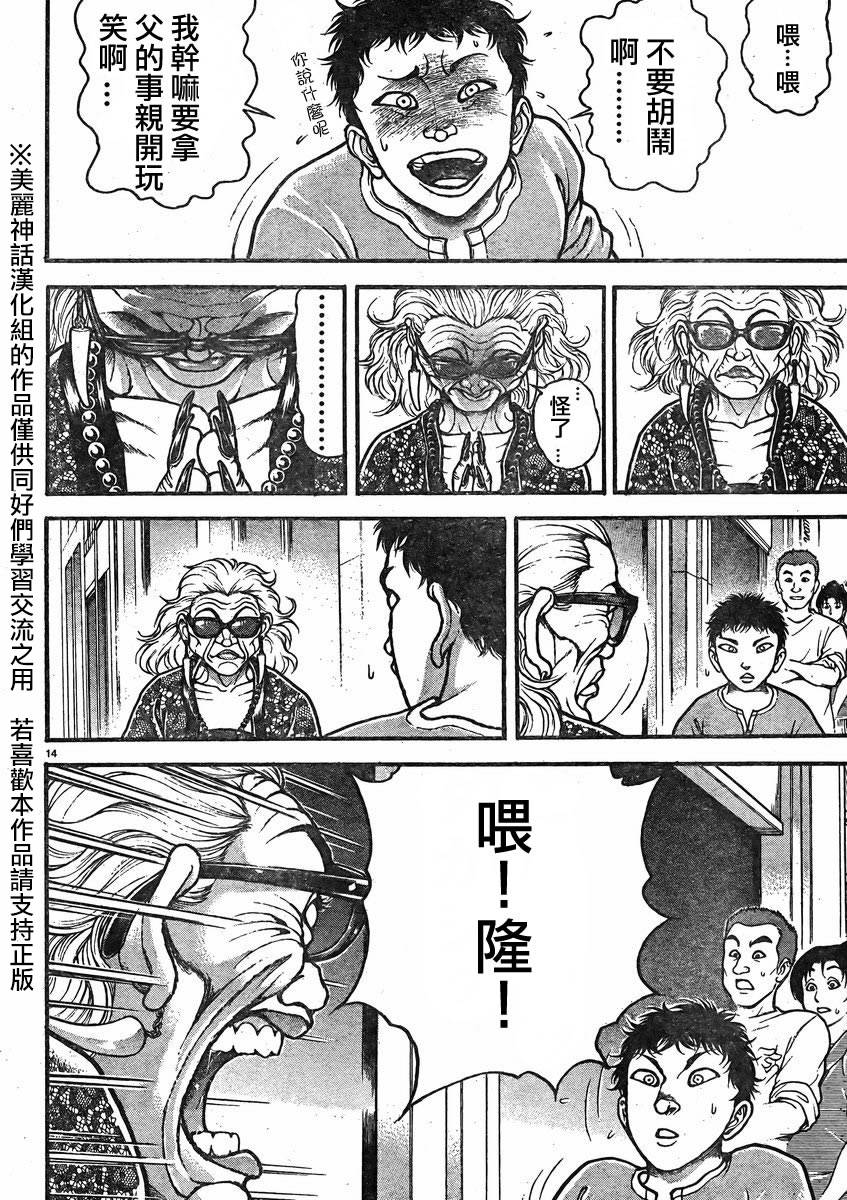 喂…喂
不要胡鬧
啊………
你說什麼呢
我幹嘛要拿
父的事親開玩
笑啊…
怪了…
…………
14
喂！隆！
※美麗神話漢化組的作品僅供同好們學習交流之用　若喜歡本作品請支持正版